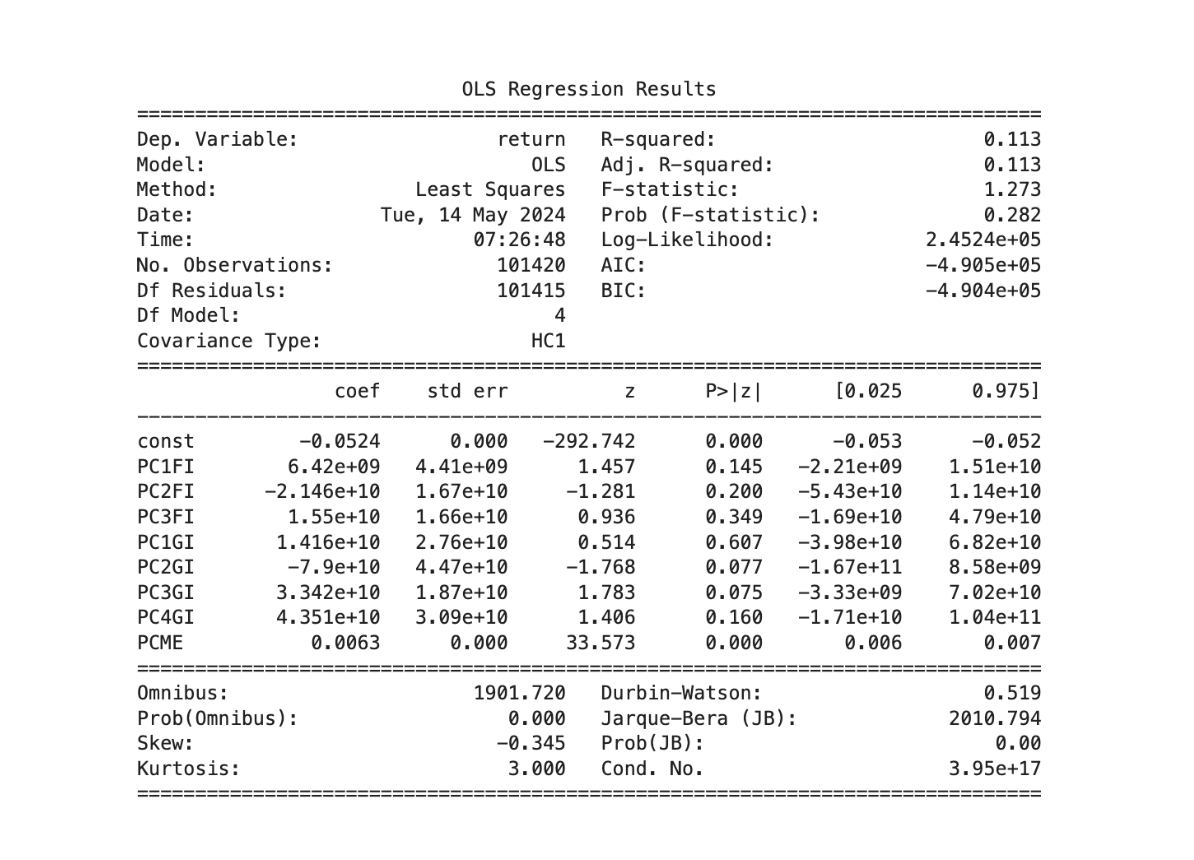 OLS Regression Results
==============================================================================
Dep. Variable:                 return   R-squared:                       0.113
Model:                            OLS   Adj. R-squared:                  0.113
Method:                 Least Squares   F-statistic:                     1.273
Date:                Tue, 14 May 2024   Prob (F-statistic):              0.282
Time:                        07:26:48   Log-Likelihood:             2.4524e+05
No. Observations:              101420   AIC:                        -4.905e+05
Df Residuals:                  101415   BIC:                        -4.904e+05
Df Model:                           4
Covariance Type:                  HC1
==============================================================================
                 coef    std err          z      P>|z|      [0.025      0.975]
------------------------------------------------------------------------------
const         -0.0524      0.000   -292.742      0.000      -0.053      -0.052
PC1FI        6.42e+09   4.41e+09      1.457      0.145   -2.21e+09    1.51e+10
PC2FI      -2.146e+10   1.67e+10     -1.281      0.200   -5.43e+10    1.14e+10
PC3FI        1.55e+10   1.66e+10      0.936      0.349   -1.69e+10    4.79e+10
PC1GI       1.416e+10   2.76e+10      0.514      0.607   -3.98e+10    6.82e+10
PC2GI        -7.9e+10   4.47e+10     -1.768      0.077   -1.67e+11    8.58e+09
PC3GI       3.342e+10   1.87e+10      1.783      0.075   -3.33e+09    7.02e+10
PC4GI       4.351e+10   3.09e+10      1.406      0.160   -1.71e+10    1.04e+11
PCME           0.0063      0.000     33.573      0.000       0.006       0.007
==============================================================================
Omnibus:                     1901.720   Durbin-Watson:                   0.519
Prob(Omnibus):                  0.000   Jarque-Bera (JB):             2010.794
Skew:                          -0.345   Prob(JB):                         0.00
Kurtosis:                       3.000   Cond. No.                     3.95e+17
==============================================================================